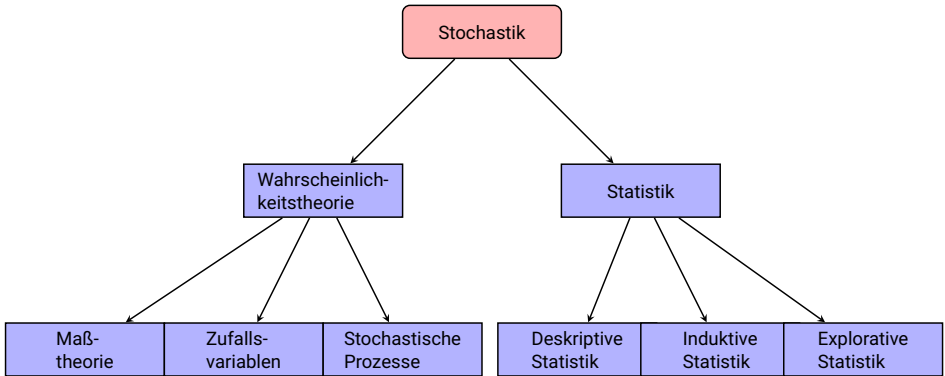 Stochastik
Wahrscheinlich-
keitstheorie
Statistik
Maß-
theorie
Zufalls-
variablen
Stochastische
Prozesse
Deskriptive
Statistik
Induktive
Statistik
Explorative
Statistik